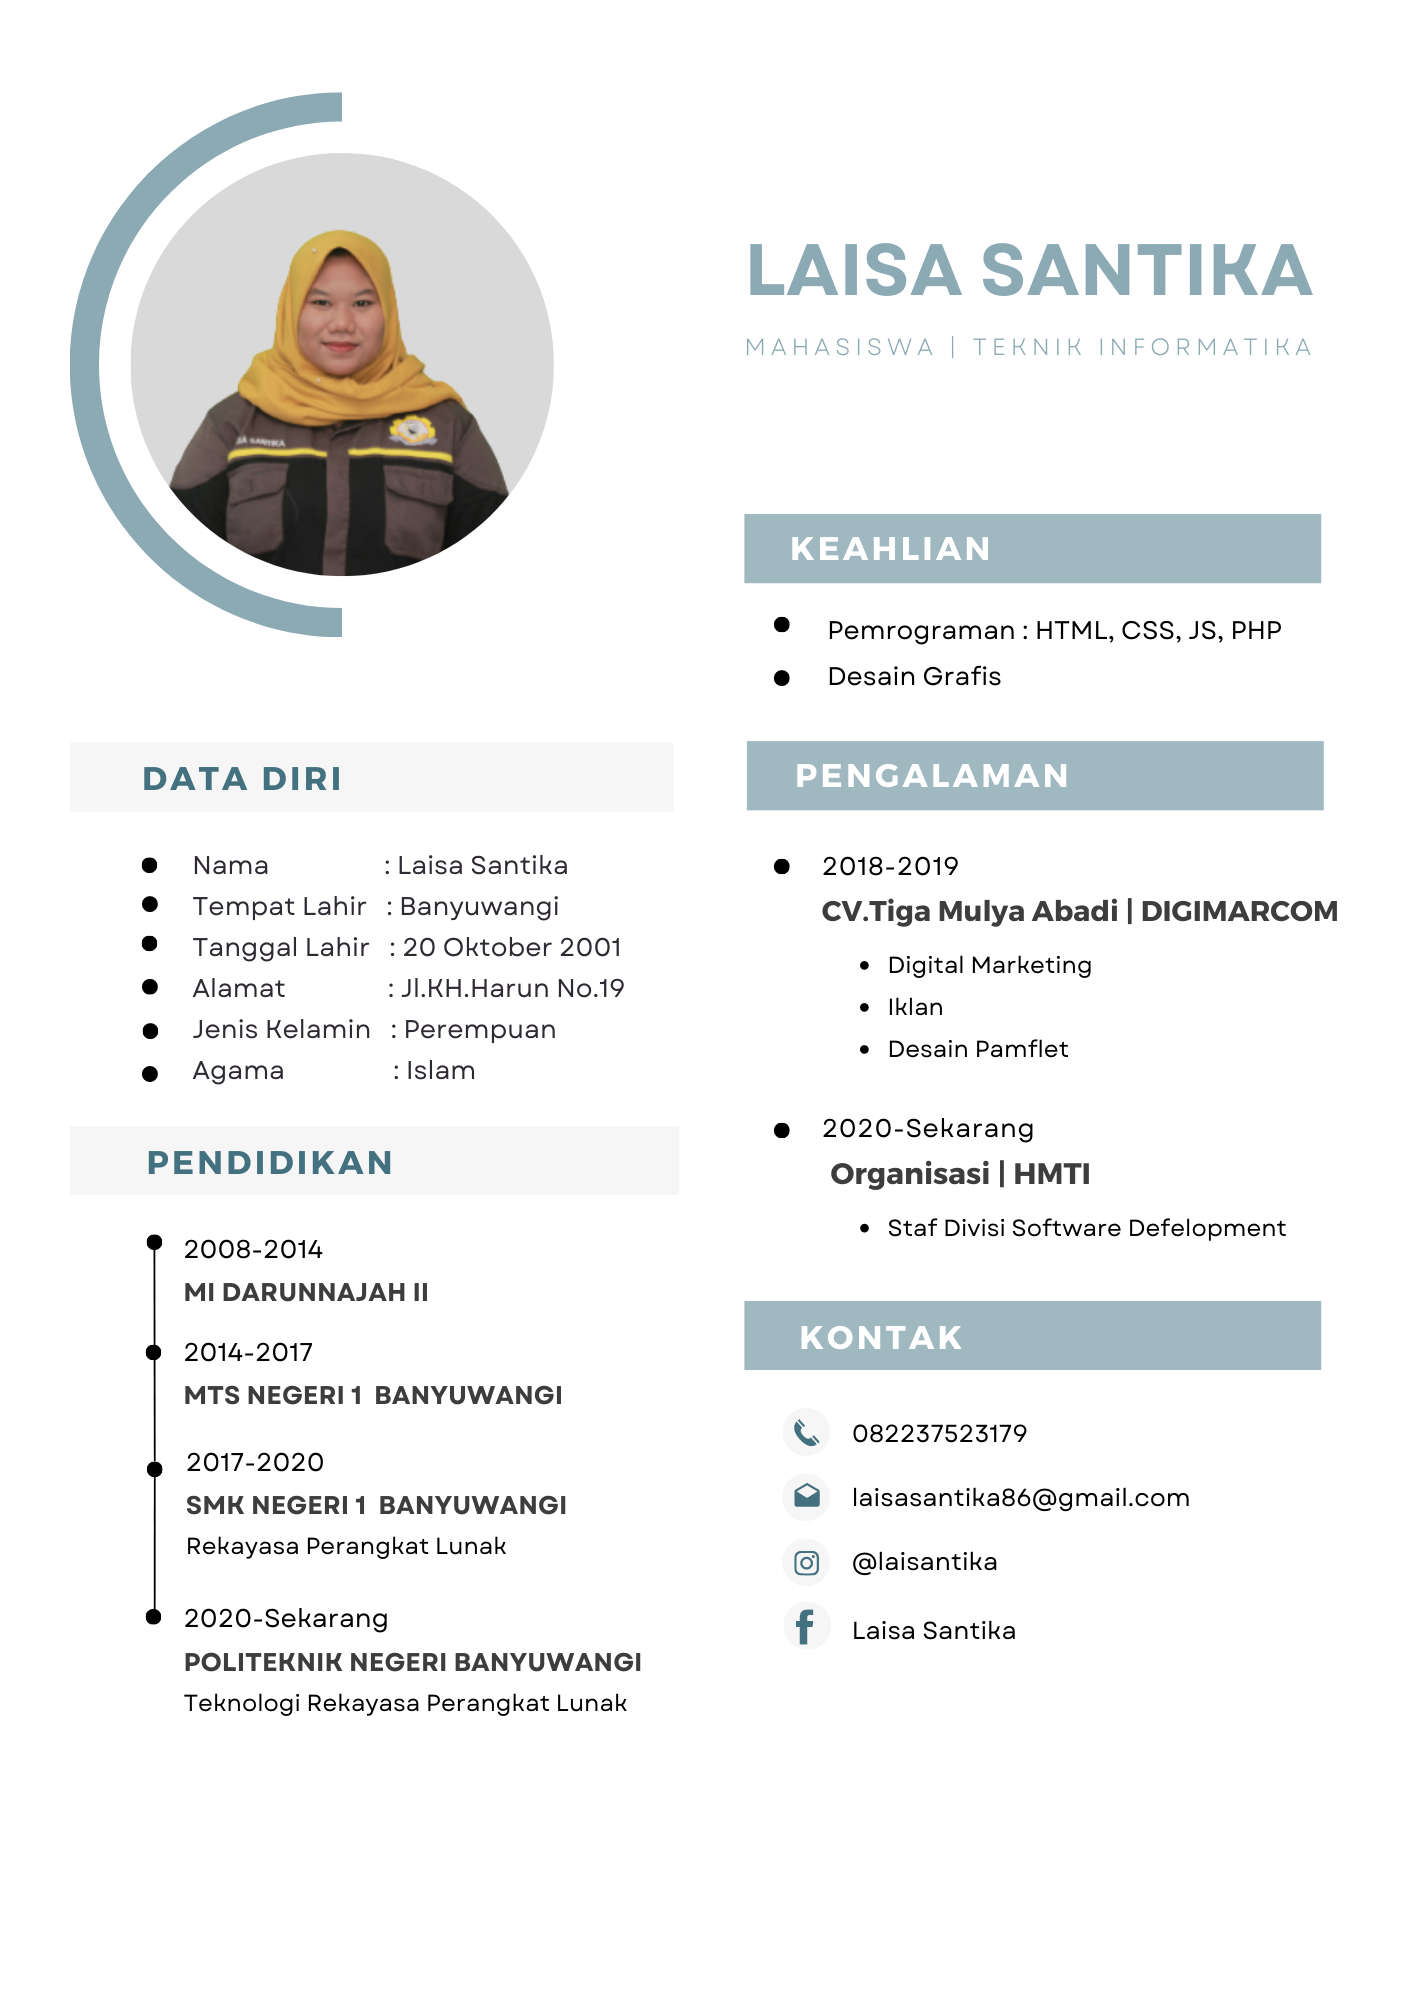 LAISA SANTIKA
MAHASISWA | TEKNIK INFORMATIKA
SANTIKA
DATA DIRI
Nama : Laisa Santika
Tempat Lahir : Banyuwangi
Tanggal Lahir : 20 Oktober 2001
Alamat : Jl.KH.Harun No.19
Jenis Kelamin : Perempuan
Agama : Islam
PENDIDIKAN
2008-2014
MI DARUNNAJAH II
2014-2017
MTS NEGERI 1 BANYUWANGI
2017-2020
SMK NEGERI 1 BANYUWANGI
Rekayasa Perangkat Lunak
2020-Sekarang
POLITEKNIK NEGERI BANYUWANGI
Teknologi Rekayasa Perangkat Lunak
KEAHLIAN
Pemrograman : HTML, CSS, JS, PHP
Desain Grafis
PENGALAMAN
2018-2019
CV.Tiga Mulya Abadi | DIGIMARCOM
Digital Marketing
Iklan
Desain Pamflet
2020-Sekarang
Organisasi | HMTI
Staf Divisi Software Defelopment
KONTAK
082237523179
laisasantika86@gmail.com
@laisantika
Laisa Santika